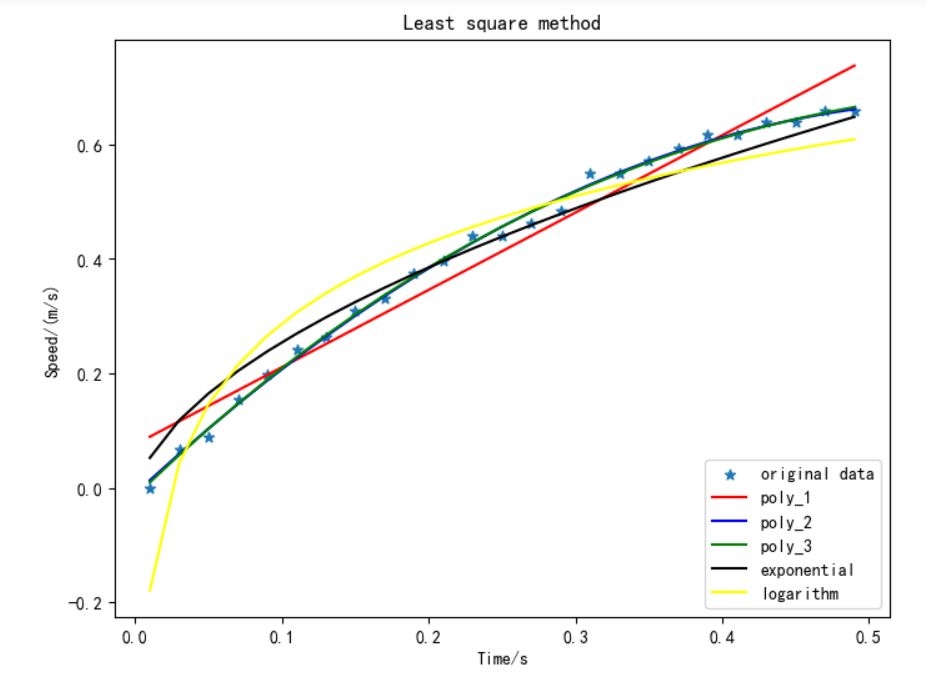 Least square method
Speed/(m/s)
0.6
0.4
0.2
0.0
−0.2
original data
poly_1
poly_2
poly_3
exponential
logarithm
0.0 0.1 0.2 0.3 0.4 0.5
Time/s